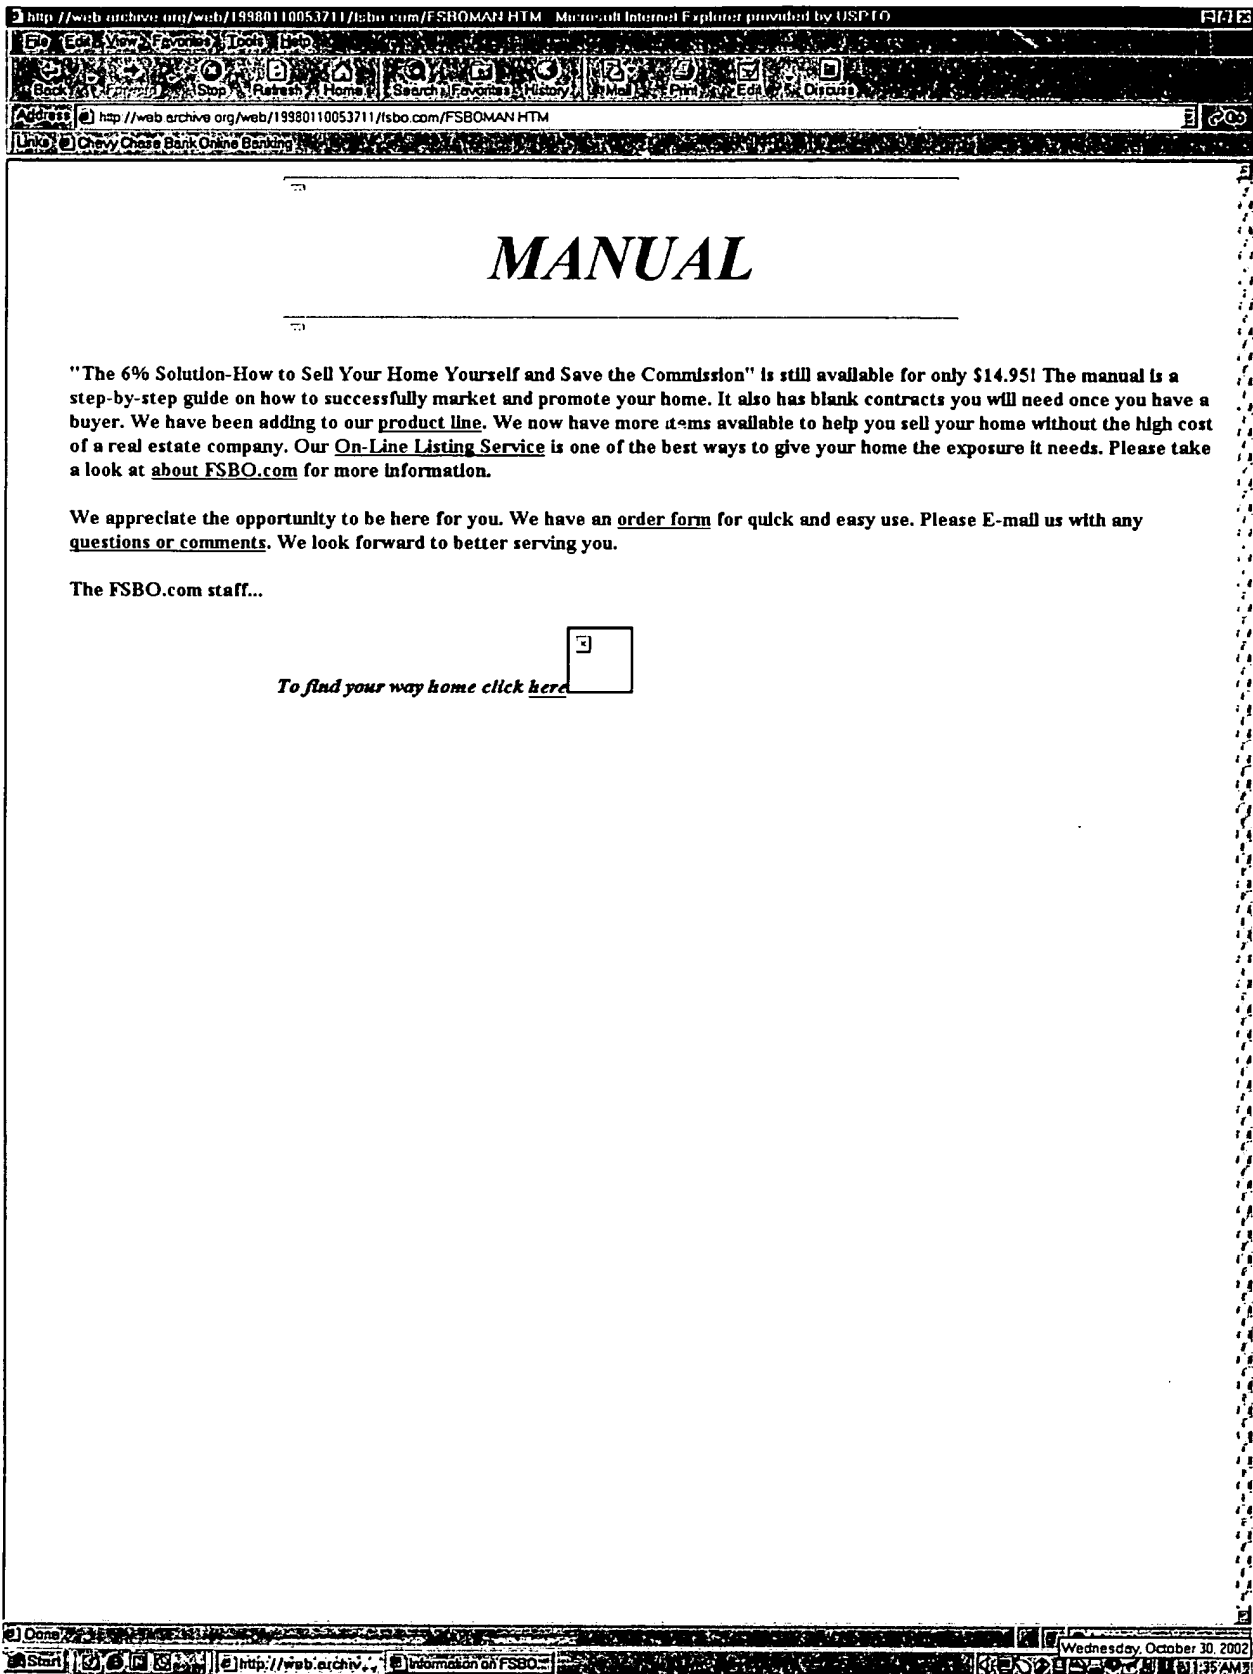 http //web archive org/web/19980110053711/fsbo com/FSBOMAN HTM Microsoft Internet Explorer provided by USPTO
File Edit View Favorites Tools Help
Back Forward Stop Refresh Home Search Favorites History Mail Print Edit Discuss
Address http //web archive org/web/19980110053711/fsbo com/FSBOMAN HTM
Links Chevy Chase Bank Online Banking
MANUAL
"The 6% Solution-How to Sell Your Home Yourself and Save the Commission" is still available for only $14.95! The manual is a
step-by-step guide on how to successfully market and promote your home. It also has blank contracts you will need once you have a
buyer. We have been adding to our product line. We now have more items available to help you sell your home without the high cost
of a real estate company. Our On-Line Listing Service is one of the best ways to give your home the exposure it needs. Please take
a look at about FSBO.com for more information.
We appreciate the opportunity to be here for you. We have an order form for quick and easy use. Please E-mail us with any
questions or comments. We look forward to better serving you.
The FSBO.com staff...
To find your way home click here
Done
Wednesday, October 30, 2002
Start http://web.archiv... Information on FSBO... 11:35 AM